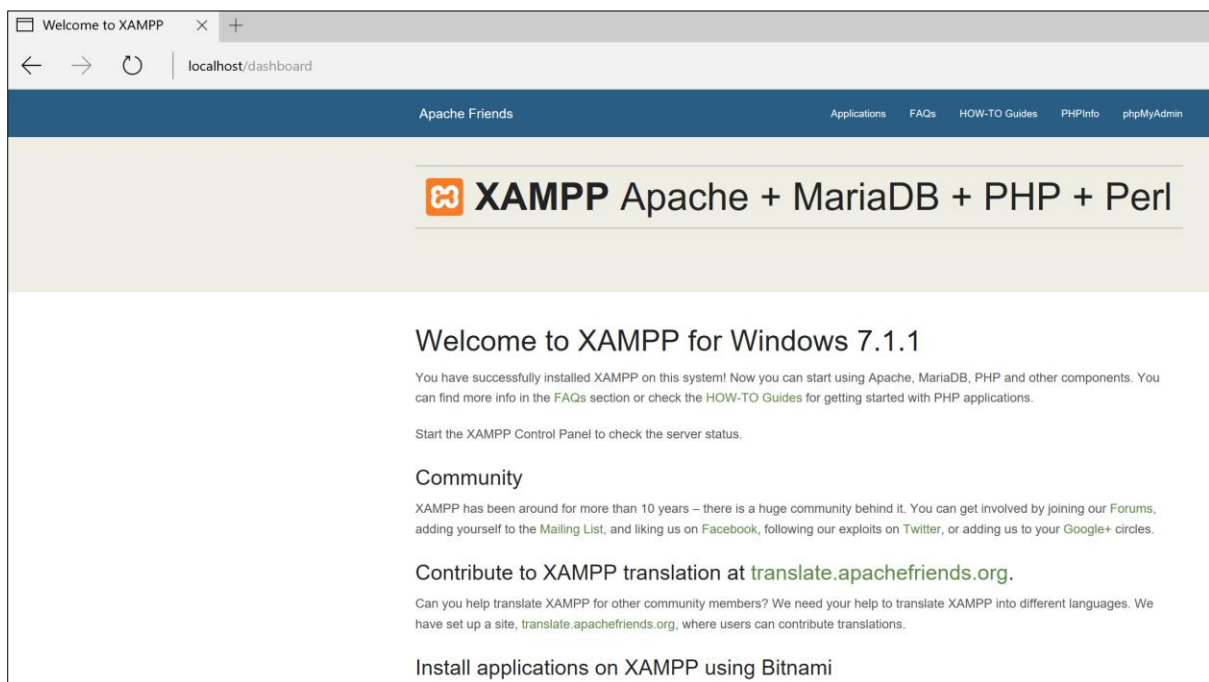 Welcome to XAMPP
localhost/dashboard
Apache Friends
Applications FAQs HOW-TO Guides PHPInfo phpMyAdmin
XAMPP Apache + MariaDB + PHP + Perl
Welcome to XAMPP for Windows 7.1.1
You have successfully installed XAMPP on this system! Now you can start using Apache, MariaDB, PHP and other components. You
can find more info in the FAQs section or check the HOW-TO Guides for getting started with PHP applications.
Start the XAMPP Control Panel to check the server status.
Community
XAMPP has been around for more than 10 years – there is a huge community behind it. You can get involved by joining our Forums,
adding yourself to the Mailing List, and liking us on Facebook, following our exploits on Twitter, or adding us to your Google+ circles.
Contribute to XAMPP translation at translate.apachefriends.org.
Can you help translate XAMPP for other community members? We need your help to translate XAMPP into different languages. We
have set up a site, translate.apachefriends.org, where users can contribute translations.
Install applications on XAMPP using Bitnami